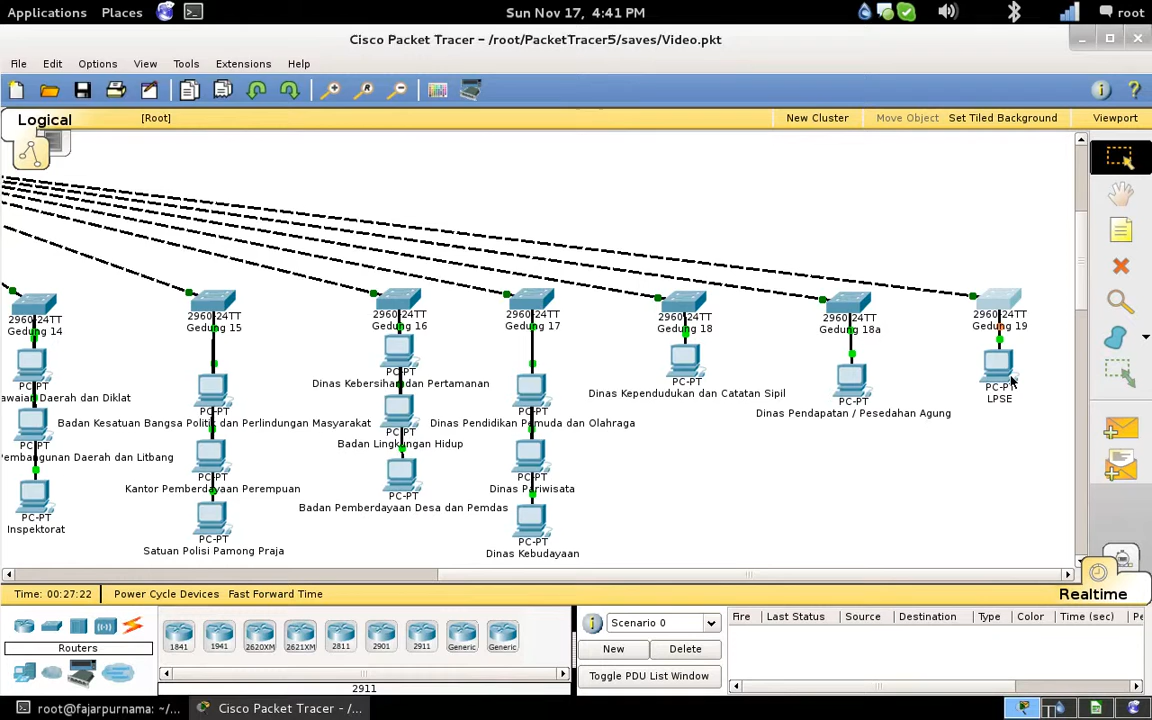 Applications Places Sun Nov 17, 4:41 PM root
Cisco Packet Tracer – /root/PacketTracer5/saves/Video.pkt
File Edit Options View Tools Extensions Help
Logical [Root] New Cluster Move Object Set Tiled Background Viewport
2960-24TT
Gedung 14
2960-24TT
Gedung 15
2960-24TT
Gedung 16
2960-24TT
Gedung 17
2960-24TT
Gedung 18
2960-24TT
Gedung 18a
2960-24TT
Gedung 19
PC-PT
awaian Daerah dan Diklat
PC-PT
embangunan Daerah dan Litbang
PC-PT
Inspektorat
PC-PT
Badan Kesatuan Bangsa Politik dan Perlindungan Masyarakat
PC-PT
Kantor Pemberdayaan Perempuan
PC-PT
Satuan Polisi Pamong Praja
PC-PT
Dinas Kebersihan dan Pertamanan
PC-PT
Badan Lingkungan Hidup
PC-PT
Badan Pemberdayaan Desa dan Pemdas
PC-PT
Dinas Pendidikan Pemuda dan Olahraga
PC-PT
Dinas Pariwisata
PC-PT
Dinas Kebudayaan
PC-PT
Dinas Kependudukan dan Catatan Sipil
PC-PT
Dinas Pendapatan / Pesedahan Agung
PC-PT
LPSE
Time: 00:27:22 Power Cycle Devices Fast Forward Time Realtime
Routers
1841 1941 2620XM 2621XM 2811 2901 2911 Generic Generic
2911
Scenario 0
New Delete
Toggle PDU List Window
Fire Last Status Source Destination Type Color Time (sec) Pe
root@fajarpurnama: ~/... Cisco Packet Tracer - /...